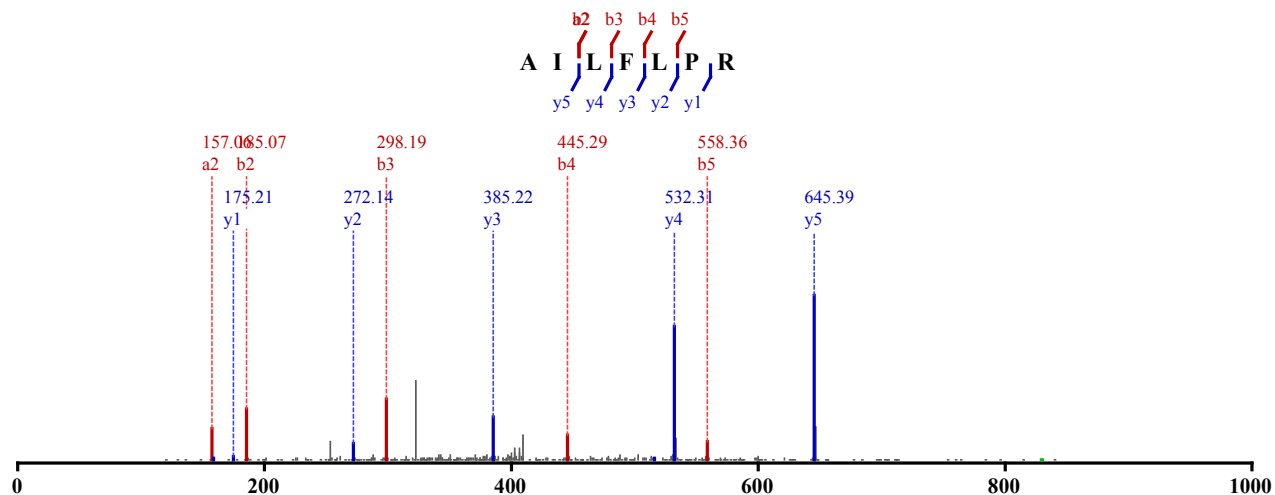 a2 b2 b3 b4 b5
A I L F L P R
y5 y4 y3 y2 y1
157.06 185.07 298.19 445.29 558.36
a2 b2 b3 b4 b5
175.21 272.14 385.22 532.31 645.39
y1 y2 y3 y4 y5
0 200 400 600 800 1000